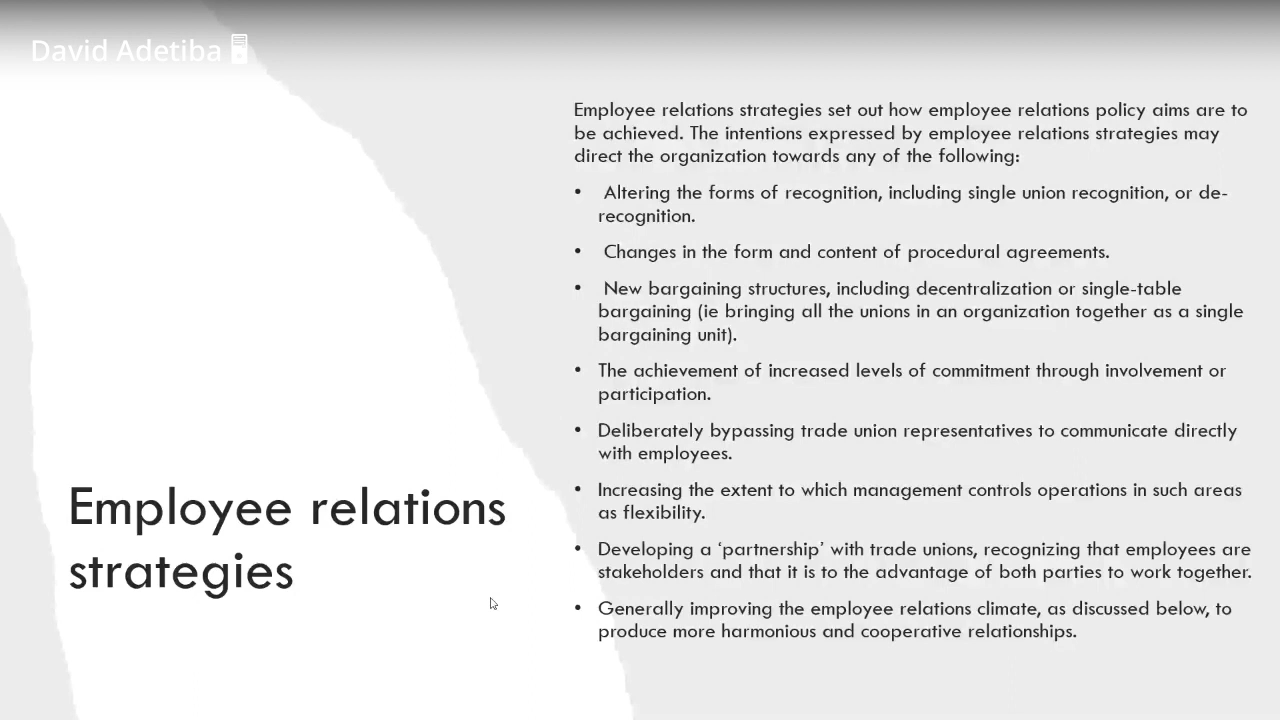 David Adetiba
Employee relations strategies set out how employee relations policy aims are to
be achieved. The intentions expressed by employee relations strategies may
direct the organization towards any of the following:
• Altering the forms of recognition, including single union recognition, or de-
recognition.
• Changes in the form and content of procedural agreements.
• New bargaining structures, including decentralization or single-table
bargaining (ie bringing all the unions in an organization together as a single
bargaining unit).
• The achievement of increased levels of commitment through involvement or
participation.
• Deliberately bypassing trade union representatives to communicate directly
with employees.
• Increasing the extent to which management controls operations in such areas
as flexibility.
• Developing a ‘partnership’ with trade unions, recognizing that employees are
stakeholders and that it is to the advantage of both parties to work together.
• Generally improving the employee relations climate, as discussed below, to
produce more harmonious and cooperative relationships.
Employee relations
strategies